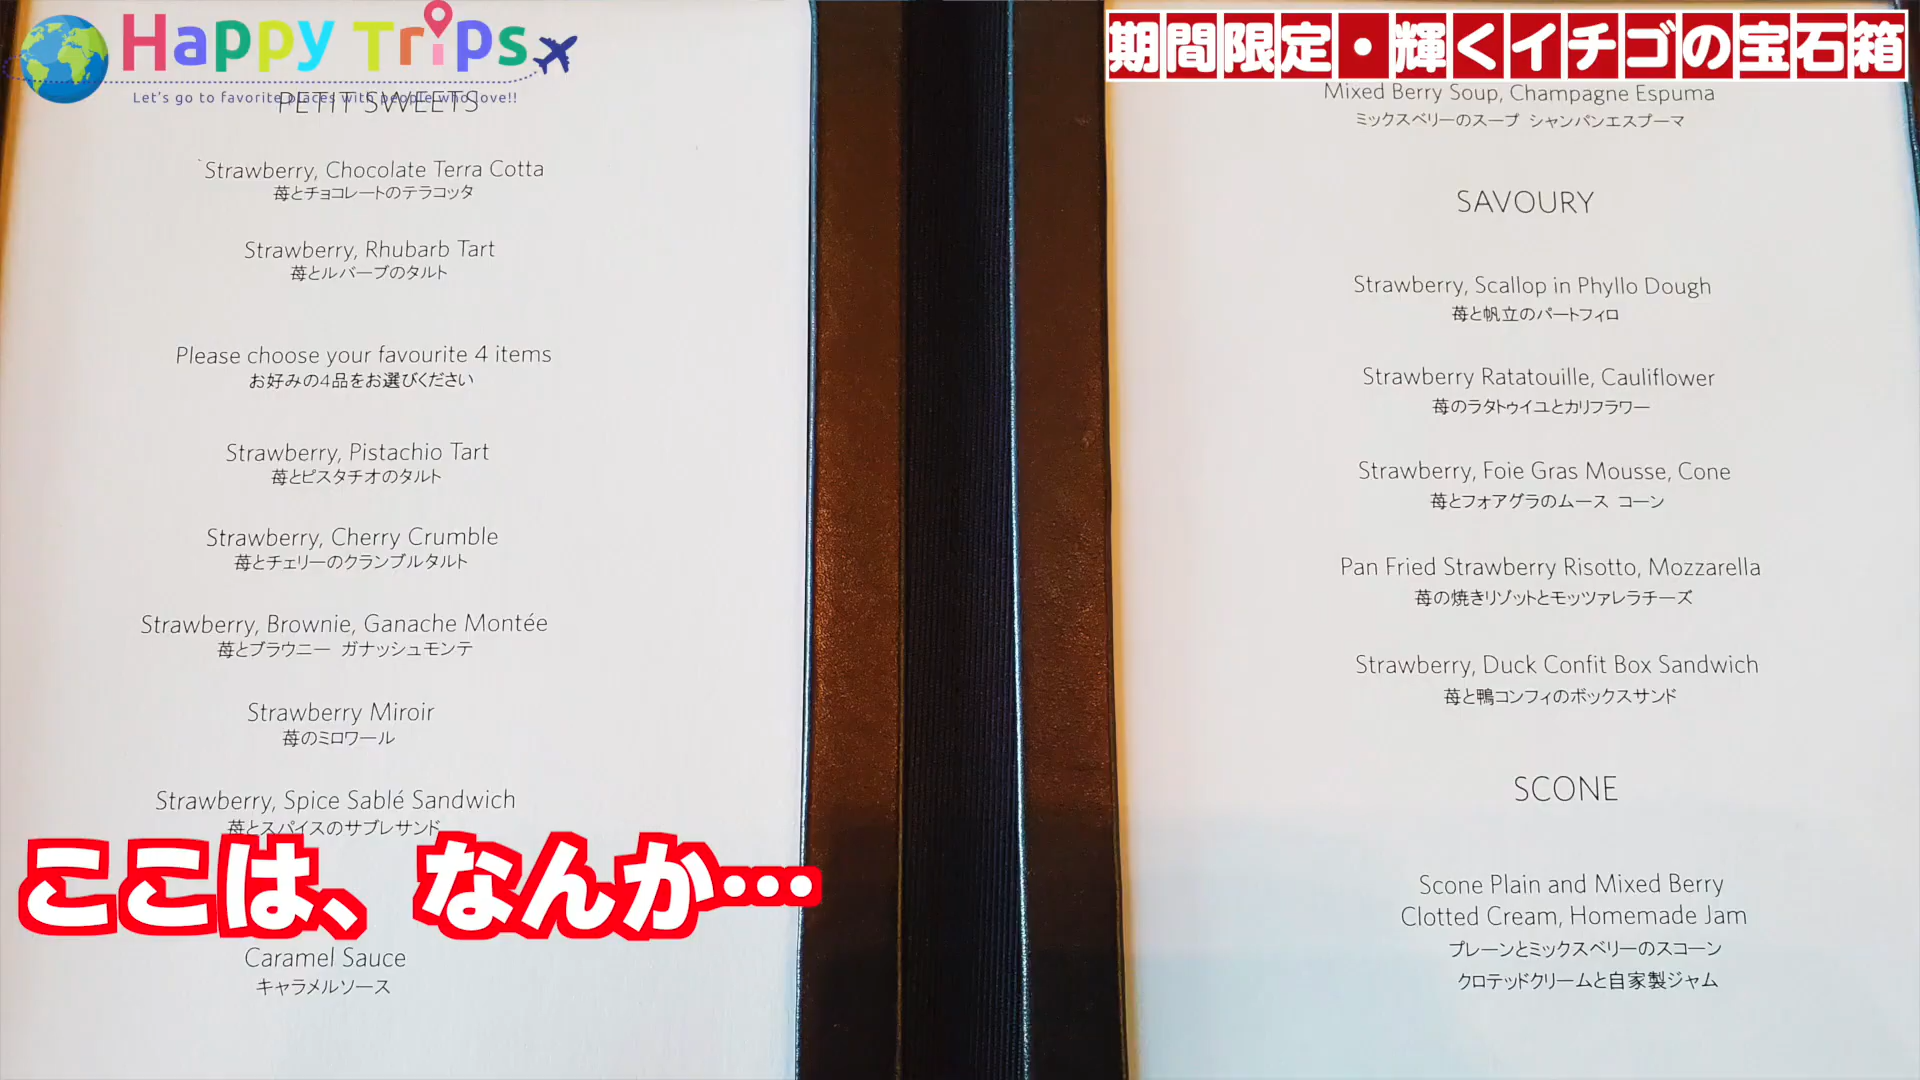 Happy Trips
Let's go to favorite places with people who love!!
期間限定・輝くイチゴの宝石箱
PETIT SWEETS
`Strawberry, Chocolate Terra Cotta
苺とチョコレートのテラコッタ
Strawberry, Rhubarb Tart
苺とルバーブのタルト
Please choose your favourite 4 items
お好みの4品をお選びください
Strawberry, Pistachio Tart
苺とピスタチオのタルト
Strawberry, Cherry Crumble
苺とチェリーのクランブルタルト
Strawberry, Brownie, Ganache Montée
苺とブラウニー ガナッシュモンテ
Strawberry Miroir
苺のミロワール
Strawberry, Spice Sablé Sandwich
苺とスパイスのサブレサンド
ここは、なんか…
Caramel Sauce
キャラメルソース
Mixed Berry Soup, Champagne Espuma
ミックスベリーのスープ シャンパンエスプーマ
SAVOURY
Strawberry, Scallop in Phyllo Dough
苺と帆立のパートフィロ
Strawberry Ratatouille, Cauliflower
苺のラタトゥイユとカリフラワー
Strawberry, Foie Gras Mousse, Cone
苺とフォアグラのムース コーン
Pan Fried Strawberry Risotto, Mozzarella
苺の焼きリゾットとモッツァレラチーズ
Strawberry, Duck Confit Box Sandwich
苺と鴨コンフィのボックスサンド
SCONE
Scone Plain and Mixed Berry
Clotted Cream, Homemade Jam
プレーンとミックスベリーのスコーン
クロテッドクリームと自家製ジャム